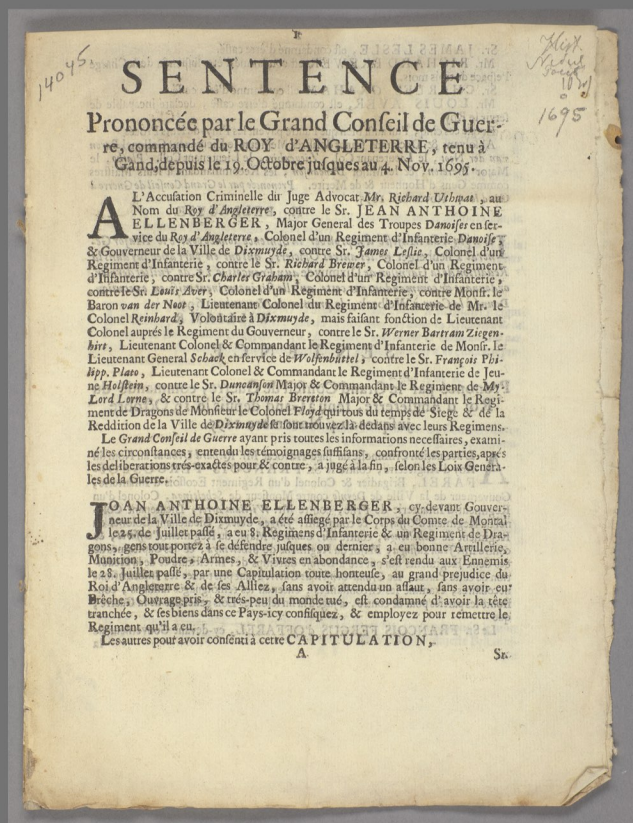 14045.
Hist.
1695
SENTENCE
Prononcée par le Grand Conſeil de Guer-
re, commandé du ROY d'ANGLETERRE, tenu à
Gand, depuis le 19. Octobre juſques au 4. Nov. 1695.
A L'Accuſation Criminelle du Juge Advocat Mr. Richard Uthwat, au
Nom du Roy d'Angleterre, contre le Sr. JEAN ANTHOINE
ELLENBERGER, Major General des Troupes Danoiſes en ſer-
vice du Roy d'Angleterre, Colonel d'un Regiment d'Infanterie Danoiſe,
& Gouverneur de la Ville de Dixmuyde, contre Sr. James Leſlie, Colonel d'un
Regiment d'Infanterie, contre le Sr. Richard Brewer, Colonel d'un Regiment
d'Infanterie, contre Sr. Charler Graham, Colonel d'un Regiment d'Infanterie,
contre le Sr. Louïs Aver, Colonel d'un Regiment d'Infanterie, contre Monſr. le
Baron van der Noot, Lieutenant Colonel du Regiment d'Infanterie de Mr. le
Colonel Reinhard, Volontaire à Dixmuyde, mais faiſant fonction de Lieutenant
Colonel auprés le Regiment du Gouverneur, contre le Sr. Werner Bartram Ziegen-
hirt, Lieutenant Colonel & Commandant le Regiment d'Infanterie de Monſr. le
Lieutenant General Schack en ſervice de Wolfenbüttel, contre le Sr. François Phi-
lipp. Plato, Lieutenant Colonel & Commandant le Regiment d'Infanterie de Jeu-
ne Holſtein, contre le Sr. Duncanſon Major & Commandant le Regiment de My-
Lord Lorne, & contre le Sr. Thomas Brereton Major & Commandant le Regi-
ment de Dragons de Monſieur le Colonel Floyd qui tous du temps de Siege & de la
Reddition de la Ville de Dixmuyde ſe ſont trouvez là dedans avec leurs Regimens.
Le Grand Conſeil de Guerre ayant pris toutes les informations neceſſaires, exami-
né les circonſtances, entendu les témoignages ſuffiſans, confronté les parties, aprés
les deliberations trés-exactes pour & contre, a jugé à la fin, ſelon les Loix Genera-
les de la Guerre.
JOAN ANTHOINE ELLENBERGER, cy-devant Gouver-
neur de la Ville de Dixmuyde, a été aſſiegé par le Corps du Comte de Montal
le 25. de Juillet paſſé, a eu 8. Regimens d'Infanterie & un Regiment de Dra-
gons, gens tout portez à ſe défendre juſques ou dernier, a eu bonne Artillerie,
Munition, Poudre, Armes, & Vivres en abondance, s'eſt rendu aux Ennemis
le 28. Juillet paſſé, par une Capitulation toute honteuſe, au grand prejudice du
Roi d'Angleterre & de ſes Alliez, ſans avoir attendu un aſſaut, ſans avoir eu
Brêche, Ouvrage pris, & trés-peu du monde tué, eſt condamné d'avoir la tête
tranchée, & ſes biens dans ce Pays-icy confiſquez, & employez pour remettre le
Regiment qu'il a eu.
Les autres pour avoir conſenti à cette CAPITULATION,
A Sr.